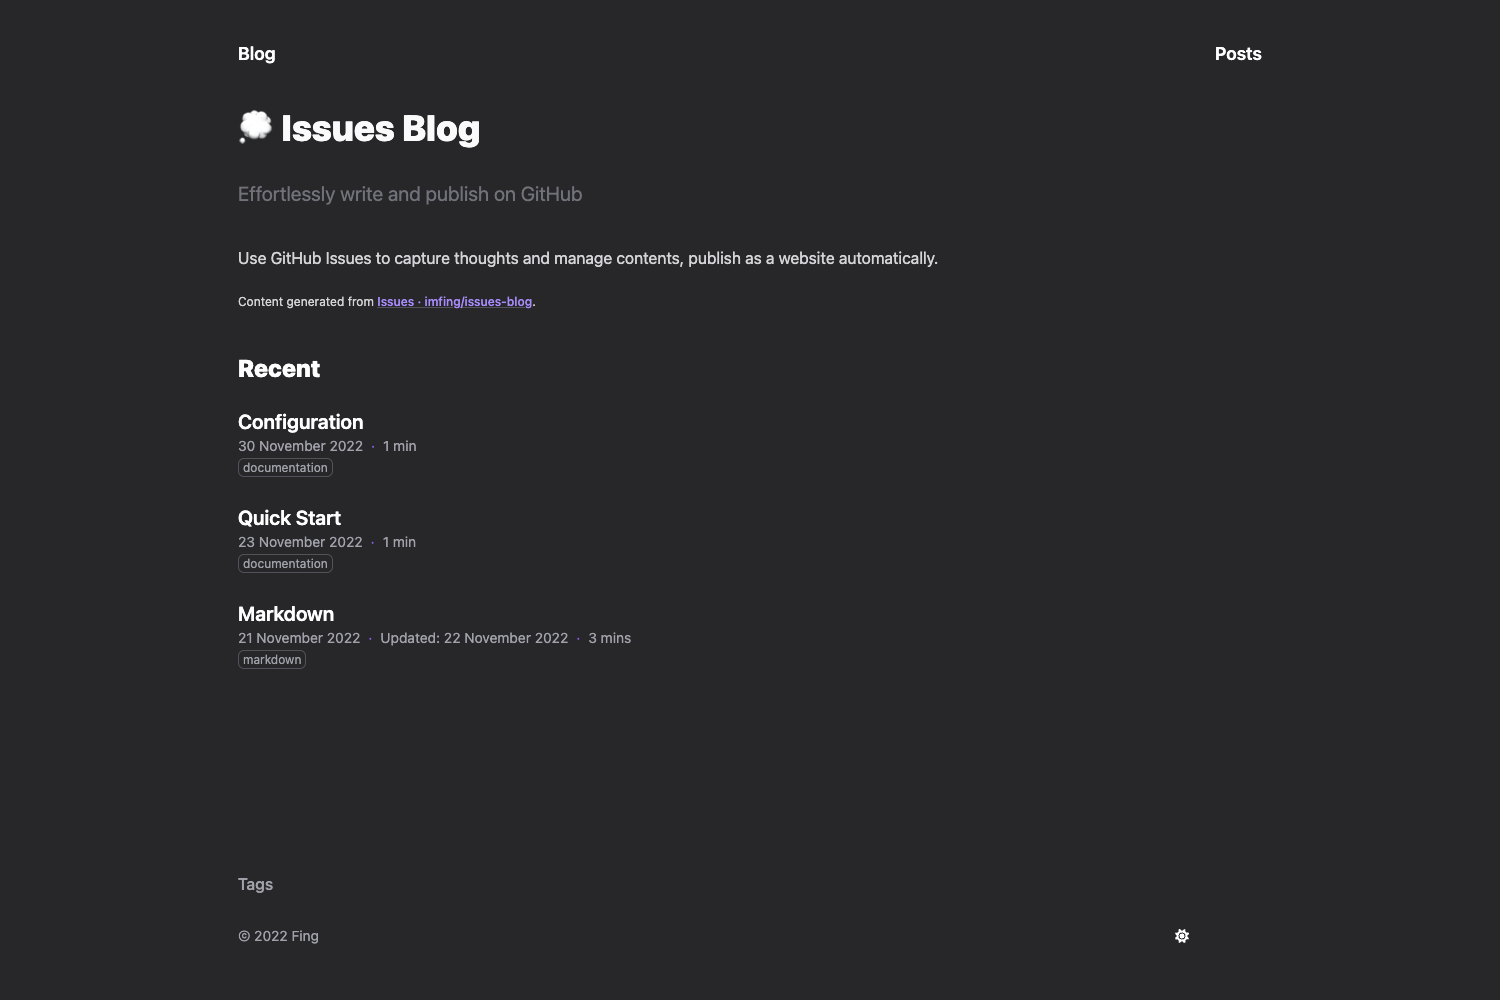 Blog
Posts
💭 Issues Blog
Effortlessly write and publish on GitHub
Use GitHub Issues to capture thoughts and manage contents, publish as a website automatically.
Content generated from Issues · imfing/issues-blog.
Recent
Configuration
30 November 2022 · 1 min
documentation
Quick Start
23 November 2022 · 1 min
documentation
Markdown
21 November 2022 · Updated: 22 November 2022 · 3 mins
markdown
Tags
© 2022 Fing